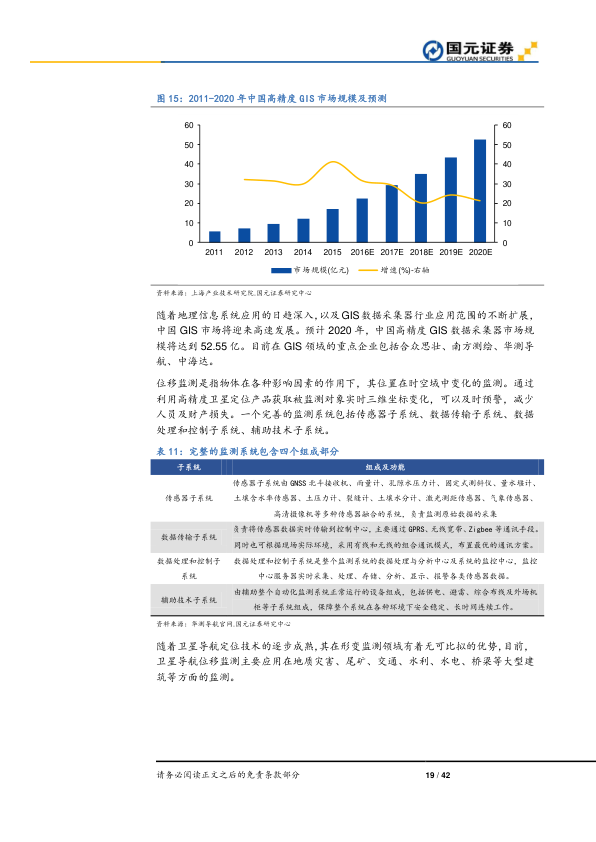 国元证券
GUOYUAN SECURITIES
图 15：2011-2020 年中国高精度 GIS 市场规模及预测
60 60
50 50
40 40
30 30
20 20
10 10
0 0
2011 2012 2013 2014 2015 2016E 2017E 2018E 2019E 2020E
市场规模(亿元) 增速(%)-右轴
资料来源：上海产业技术研究院,国元证券研究中心
随着地理信息系统应用的日趋深入,以及GIS数据采集器行业应用范围的不断扩展，
中国 GIS 市场将迎来高速发展。预计 2020 年，中国高精度 GIS 数据采集器市场规
模将达到 52.55 亿。目前在 GIS 领域的重点企业包括合众思壮、南方测绘、华测导
航、中海达。
位移监测是指物体在各种影响因素的作用下，其位置在时空域中变化的监测。通过
利用高精度卫星定位产品获取被监测对象实时三维坐标变化，可以及时预警，减少
人员及财产损失。一个完善的监测系统包括传感器子系统、数据传输子系统、数据
处理和控制子系统、辅助技术子系统。
表 11：完整的监测系统包含四个组成部分
子系统 组成及功能
传感器子系统由 GNSS 北斗接收机、雨量计、孔隙水压力计、固定式测斜仪、量水堰计、
传感器子系统 土壤含水率传感器、土压力计、裂缝计、土壤水分计、激光测距传感器、气象传感器、
高清摄像机等多种传感器融合的系统，负责监测原始数据的采集
数据传输子系统 负责将传感器数据实时传输到控制中心,主要通过GPRS、无线宽带、Zigbee等通讯手段。
同时也可根据现场实际环境，采用有线和无线的组合通讯模式，布置最优的通讯方案。
数据处理和控制子 数据处理和控制子系统是整个监测系统的数据处理与分析中心及系统的监控中心，监控
系统 中心服务器实时采集、处理、存储、分析、显示、报警各类传感器数据。
辅助技术子系统 由辅助整个自动化监测系统正常运行的设备组成，包括供电、避雷、综合布线及外场机
柜等子系统组成，保障整个系统在各种环境下安全稳定、长时间连续工作。
资料来源：华测导航官网,国元证券研究中心
随着卫星导航定位技术的逐步成熟,其在形变监测领域有着无可比拟的优势,目前，
卫星导航位移监测主要应用在地质灾害、尾矿、交通、水利、水电、桥梁等大型建
筑等方面的监测。
请务必阅读正文之后的免责条款部分 19 / 42